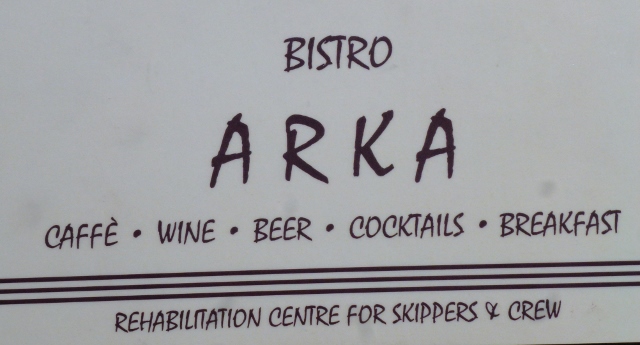 BISTRO
ARKA
CAFFÈ • WINE • BEER • COCKTAILS • BREAKFAST
REHABILITATION CENTRE FOR SKIPPERS & CREW